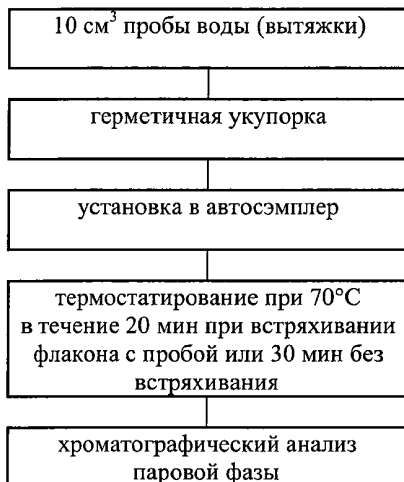 10 см³ пробы воды (вытяжки)
герметичная укупорка
установка в автосэмплер
термостатирование при 70°С
в течение 20 мин при встряхивании
флакона с пробой или 30 мин без
встряхивания
хроматографический анализ
паровой фазы